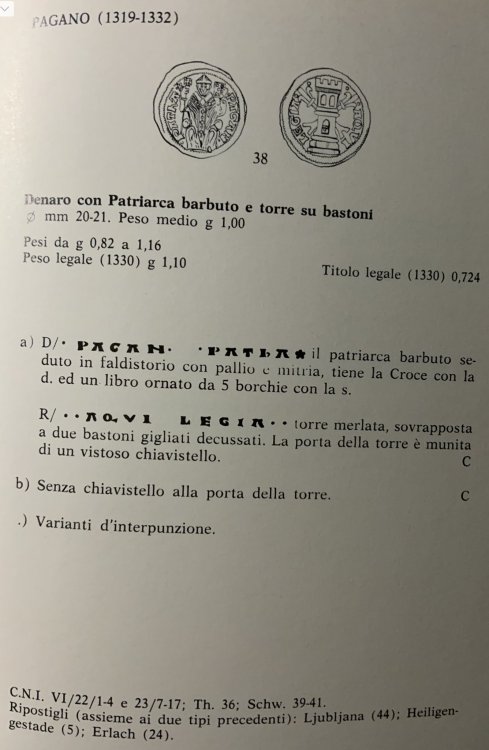 PAGANO (1319-1332)
38
Denaro con Patriarca barbuto e torre su bastoni
∅ mm 20-21. Peso medio g 1,00
Pesi da g 0,82 a 1,16
Peso legale (1330) g 1,10
Titolo legale (1330) 0,724
a) D/· PAGAN· ·PATHA★ il patriarca barbuto se-
duto in faldistorio con pallio e mitria, tiene la Croce con la
d. ed un libro ornato da 5 borchie con la s.
R/ ··AQVI LEGIA·· torre merlata, sovrapposta
a due bastoni gigliati decussati. La porta della torre è munita
di un vistoso chiavistello. C
b) Senza chiavistello alla porta della torre. C
.) Varianti d'interpunzione.
C.N.I. VI/22/1-4 e 23/7-17; Th. 36; Schw. 39-41.
Ripostigli (assieme ai due tipi precedenti): Ljubljana (44); Heiligen-
gestade (5); Erlach (24).